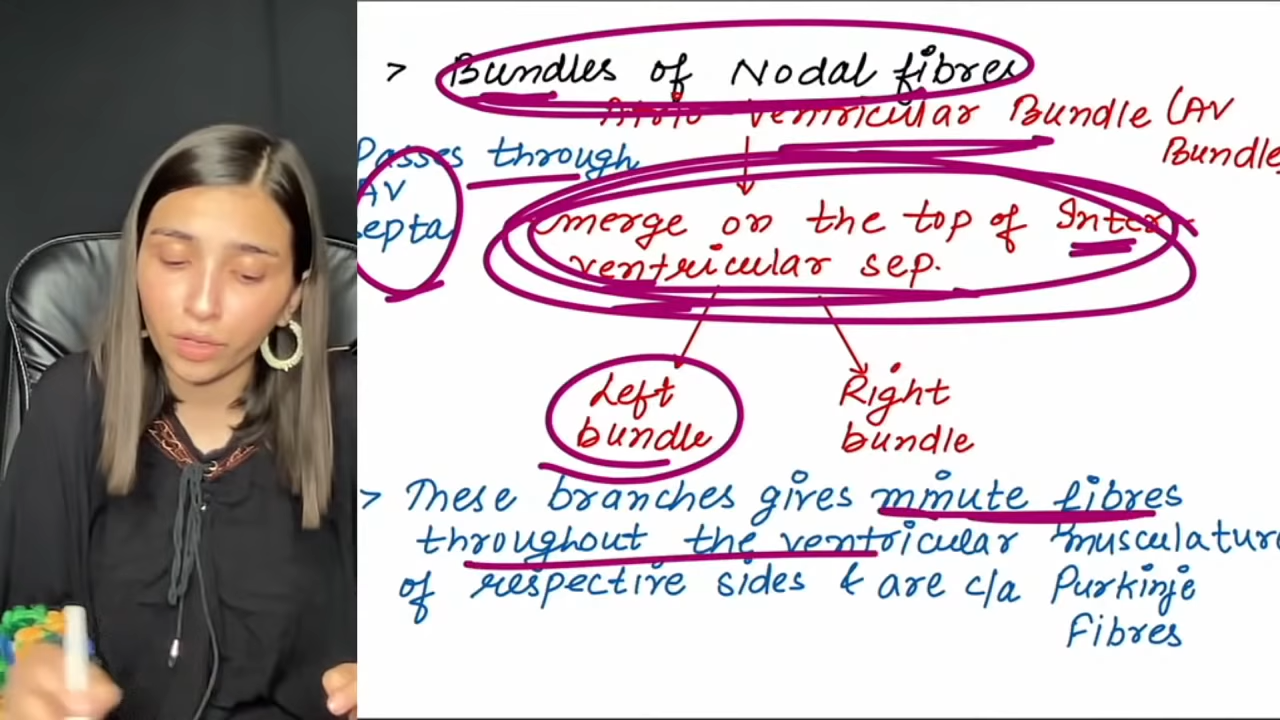 > Bundles of Nodal fibres
ventricular Bundle (AV
Bundle
Passes through
AV
septa
merge on the top of Inter
ventricular sep.
Left
bundle
Right
bundle
> These branches gives minute fibres
throughout the ventricular musculature
of respective sides & are c/a Purkinje
Fibres